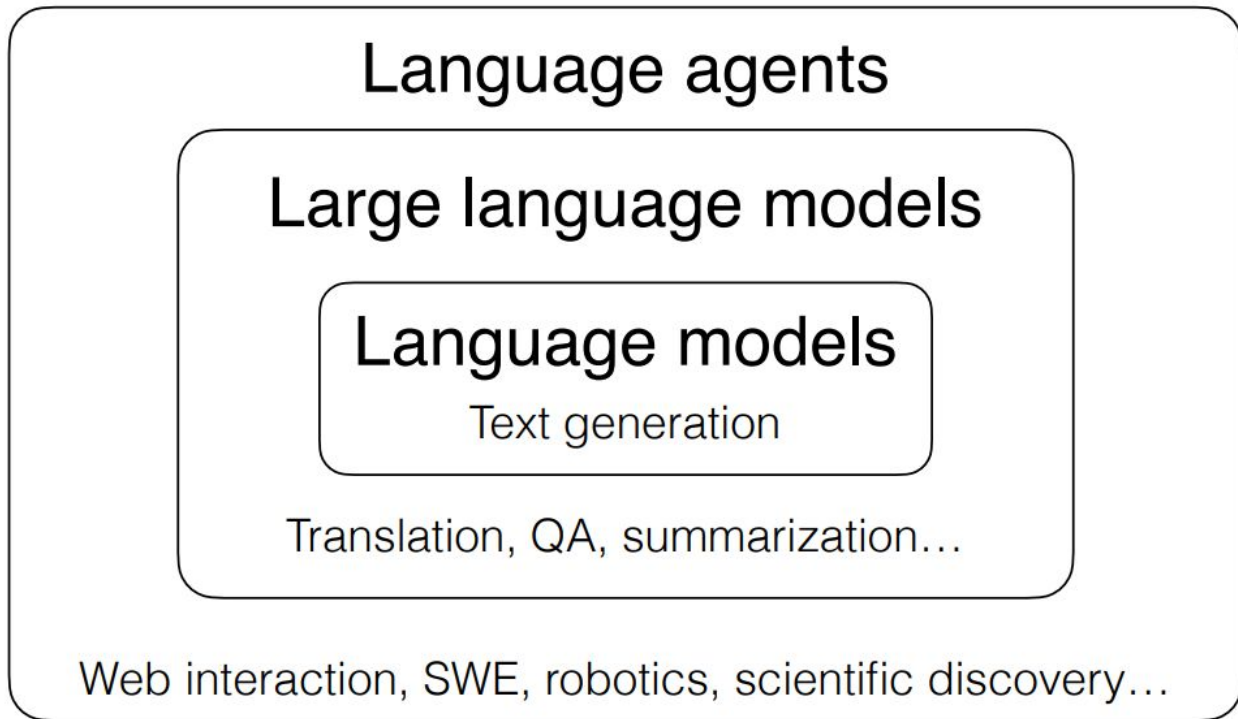 Language agents
Large language models
Language models
Text generation
Translation, QA, summarization…
Web interaction, SWE, robotics, scientific discovery…